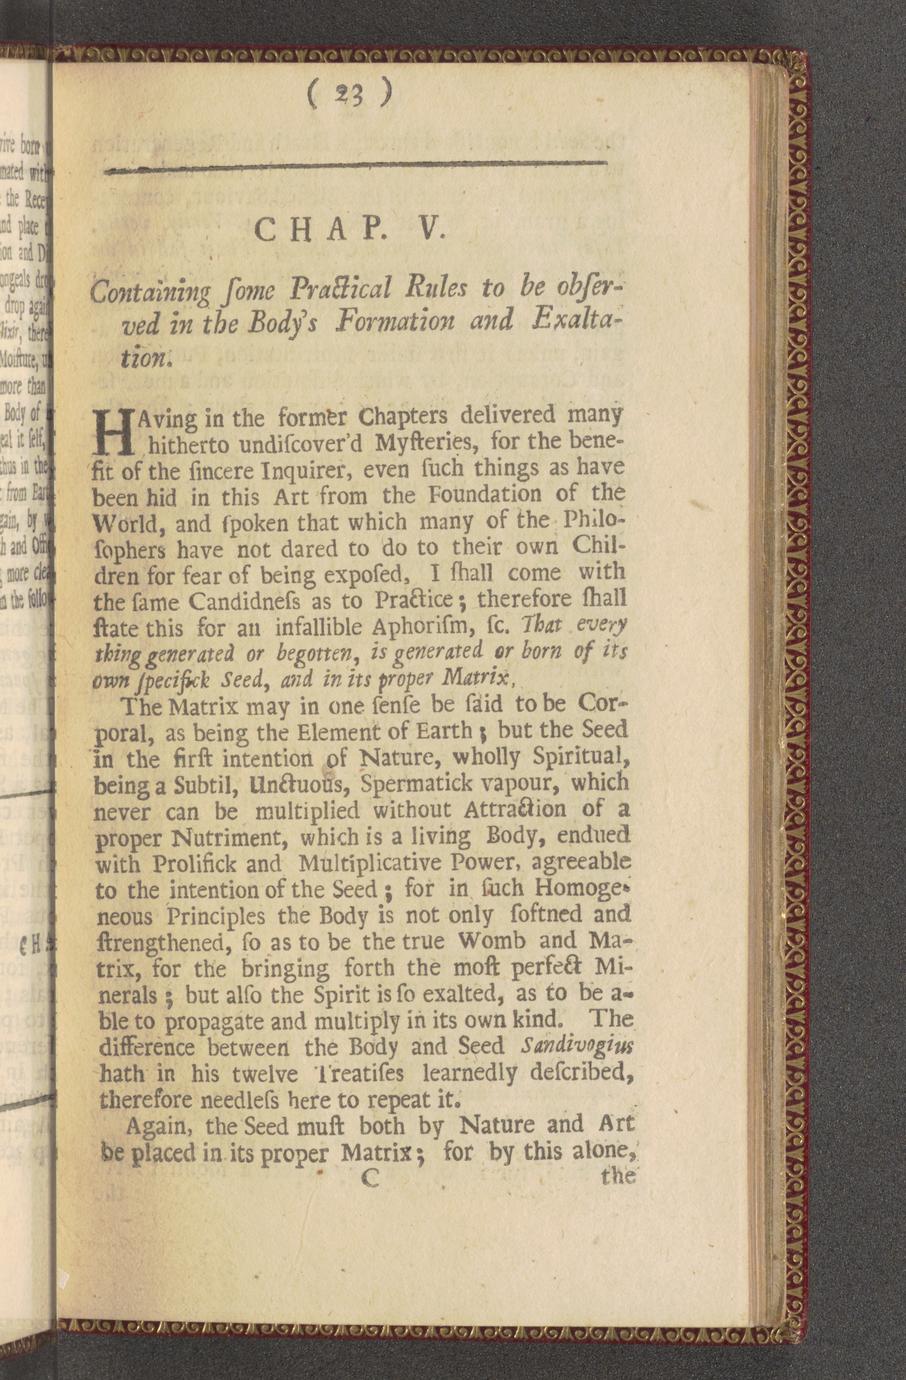 ( 23 )
CHAP. V.
Containing ſome Practical Rules to be obſer-
ved in the Body's Formation and Exalta-
tion.
HAving in the former Chapters delivered many
hitherto undiſcover'd Myſteries, for the bene-
fit of the ſincere Inquirer, even ſuch things as have
been hid in this Art from the Foundation of the
World, and ſpoken that which many of the Philo-
ſophers have not dared to do to their own Chil-
dren for fear of being expoſed, I ſhall come with
the ſame Candidneſs as to Practice; therefore ſhall
ſtate this for an infallible Aphoriſm, ſc. That every
thing generated or begotten, is generated or born of its
own ſpecifick Seed, and in its proper Matrix.
The Matrix may in one ſenſe be ſaid to be Cor-
poral, as being the Element of Earth; but the Seed
in the firſt intention of Nature, wholly Spiritual,
being a Subtil, Unctuous, Spermatick vapour, which
never can be multiplied without Attraction of a
proper Nutriment, which is a living Body, endued
with Prolifick and Multiplicative Power, agreeable
to the intention of the Seed; for in ſuch Homoge-
neous Principles the Body is not only ſoftned and
ſtrengthened, ſo as to be the true Womb and Ma-
trix, for the bringing forth the moſt perfect Mi-
nerals; but alſo the Spirit is ſo exalted, as to be a-
ble to propagate and multiply in its own kind. The
difference between the Body and Seed Sandivogius
hath in his twelve Treatiſes learnedly deſcribed,
therefore needleſs here to repeat it.
Again, the Seed muſt both by Nature and Art
be placed in its proper Matrix; for by this alone,
C the